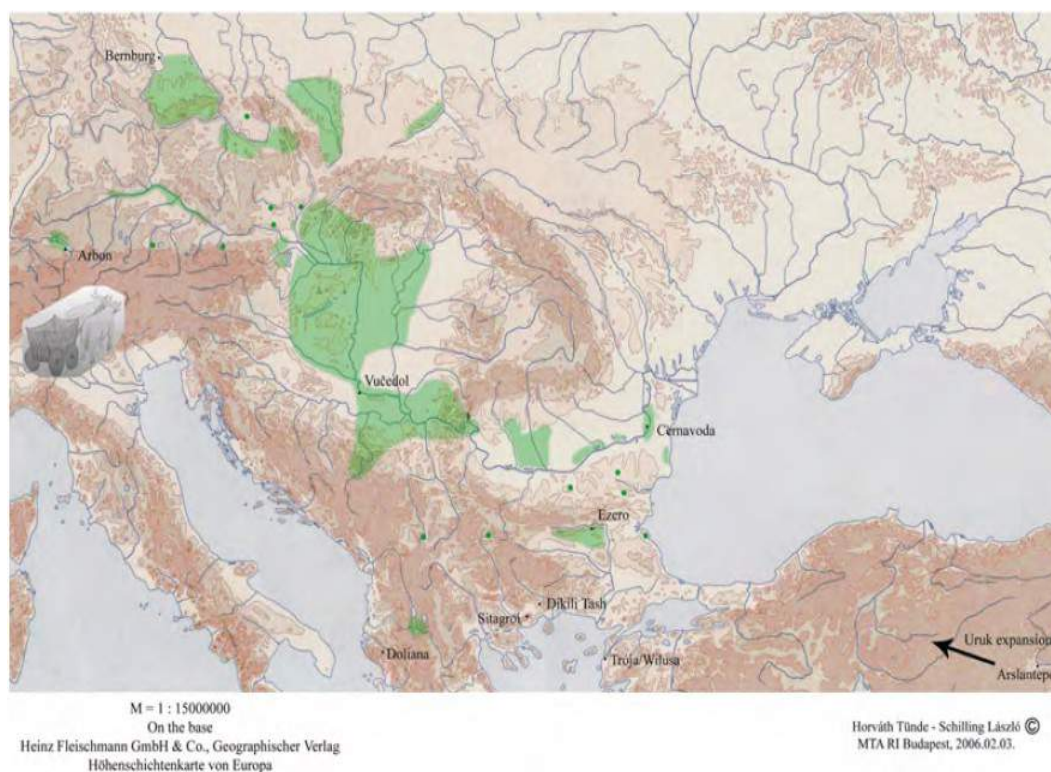 Bernburg
Arbon
Vučedol
Cernavoda
Ezero
Dikili Tash
Sitagroi
Doliana
Troja/Wilusa
Uruk expansion
Arslantepe
M = 1 : 15000000
On the base
Heinz Fleischmann GmbH & Co., Geographischer Verlag
Höhenschichtenkarte von Europa
Horváth Tünde - Schilling László ©
MTA RI Budapest, 2006.02.03.